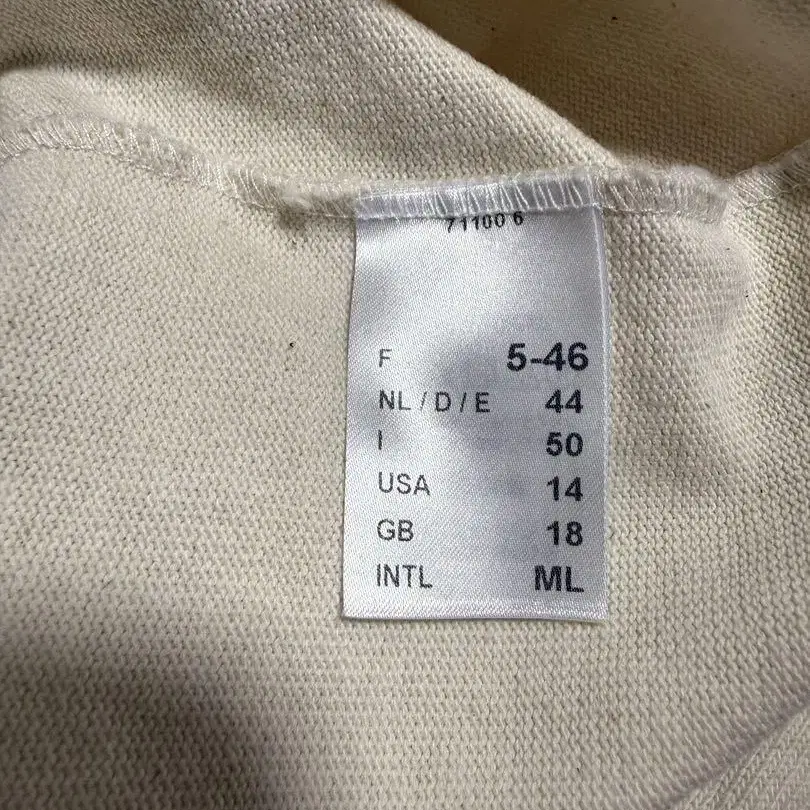 71100 6
F 5-46
NL / D / E 44
I 50
USA 14
GB 18
INTL ML